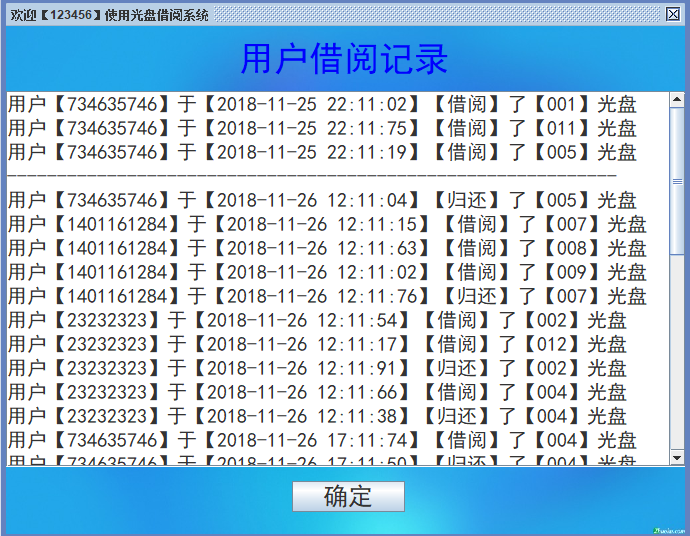 欢迎【123456】使用光盘借阅系统
用户借阅记录
用户【734635746】于【2018-11-25 22:11:02】【借阅】了【001】光盘
用户【734635746】于【2018-11-25 22:11:75】【借阅】了【011】光盘
用户【734635746】于【2018-11-25 22:11:19】【借阅】了【005】光盘
-------------------------------------------------------------
用户【734635746】于【2018-11-26 12:11:04】【归还】了【005】光盘
用户【1401161284】于【2018-11-26 12:11:15】【借阅】了【007】光盘
用户【1401161284】于【2018-11-26 12:11:63】【借阅】了【008】光盘
用户【1401161284】于【2018-11-26 12:11:02】【借阅】了【009】光盘
用户【1401161284】于【2018-11-26 12:11:76】【归还】了【007】光盘
用户【23232323】于【2018-11-26 12:11:54】【借阅】了【002】光盘
用户【23232323】于【2018-11-26 12:11:17】【借阅】了【012】光盘
用户【23232323】于【2018-11-26 12:11:91】【归还】了【002】光盘
用户【23232323】于【2018-11-26 12:11:66】【借阅】了【004】光盘
用户【23232323】于【2018-11-26 12:11:38】【归还】了【004】光盘
用户【734635746】于【2018-11-26 17:11:74】【借阅】了【004】光盘
用户【734635746】于【2018-11-26 17:11:50】【归还】了【004】光盘
确定